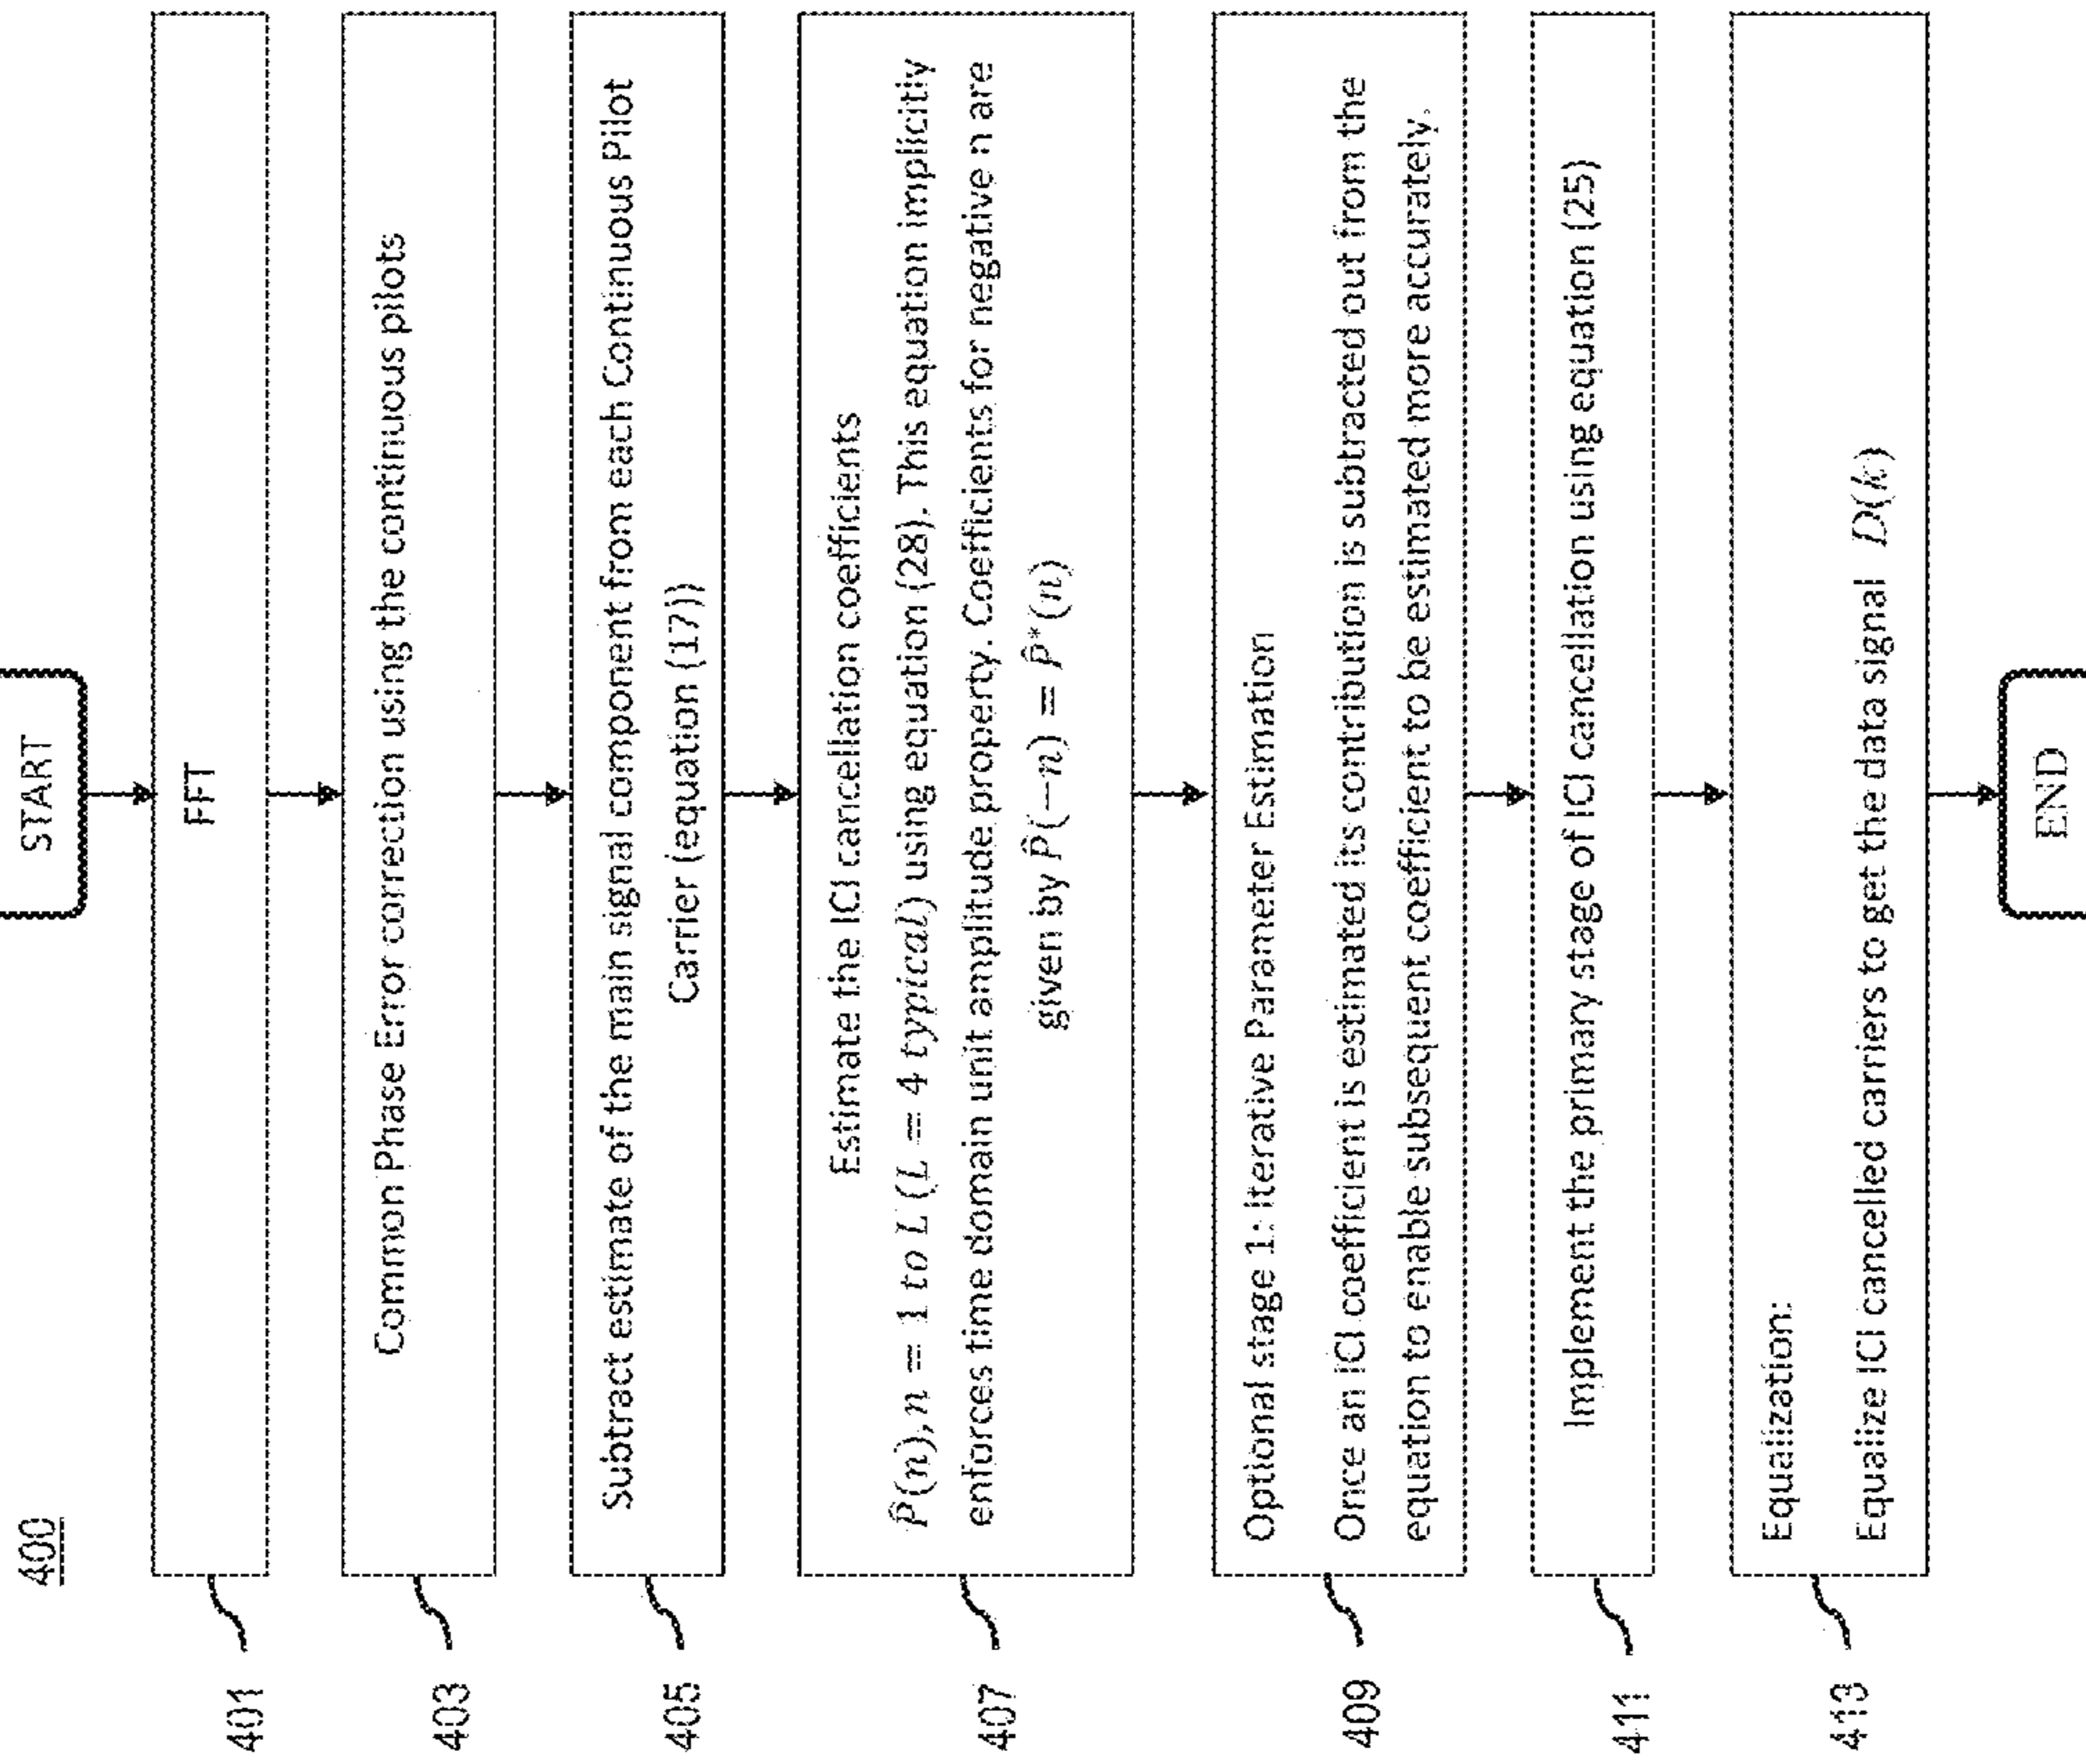 400
START
401
FFT
403
Common Phase Error correction using the continuous pilots
405
Subtract estimate of the main signal component from each Continuous Pilot
Carrier (equation (17))
407
Estimate the ICI cancellation coefficients
P̂(n), n = 1 to L (L = 4 typical) using equation (28). This equation implicitly
enforces time domain unit amplitude property. Coefficients for negative n are
given by P̂(−n) = P̂*(n)
409
Optional stage 1: Iterative Parameter Estimation
Once an ICI coefficient is estimated its contribution is subtracted out from the
equation to enable subsequent coefficient to be estimated more accurately.
411
Implement the primary stage of ICI cancellation using equation (25)
413
Equalization:
Equalize ICI cancelled carriers to get the data signal D(k)
END